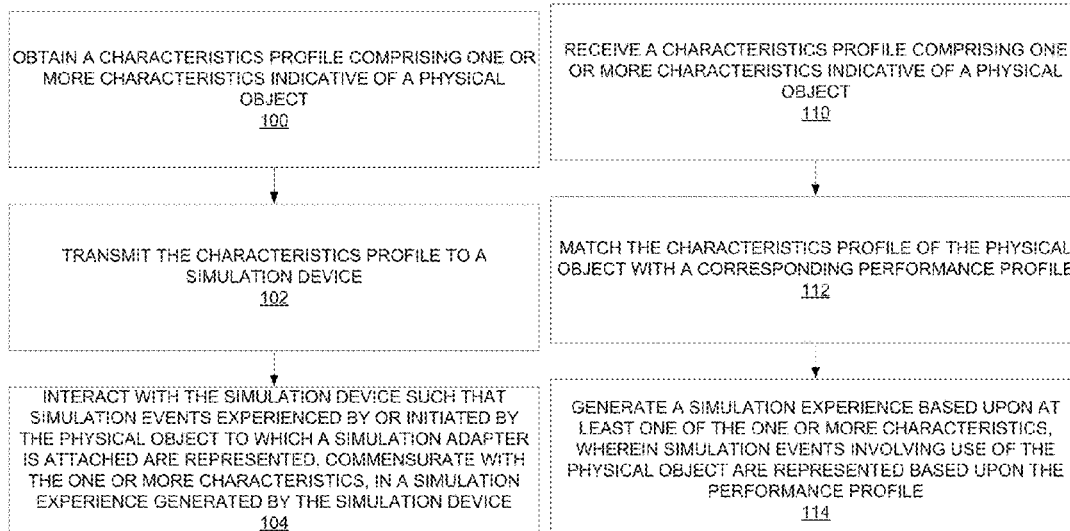 OBTAIN A CHARACTERISTICS PROFILE COMPRISING ONE OR
MORE CHARACTERISTICS INDICATIVE OF A PHYSICAL
OBJECT
100
TRANSMIT THE CHARACTERISTICS PROFILE TO A
SIMULATION DEVICE
102
INTERACT WITH THE SIMULATION DEVICE SUCH THAT
SIMULATION EVENTS EXPERIENCED BY OR INITIATED BY
THE PHYSICAL OBJECT TO WHICH A SIMULATION ADAPTER
IS ATTACHED ARE REPRESENTED, COMMENSURATE WITH
THE ONE OR MORE CHARACTERISTICS, IN A SIMULATION
EXPERIENCE GENERATED BY THE SIMULATION DEVICE
104
RECEIVE A CHARACTERISTICS PROFILE COMPRISING ONE
OR MORE CHARACTERISTICS INDICATIVE OF A PHYSICAL
OBJECT
110
MATCH THE CHARACTERISTICS PROFILE OF THE PHYSICAL
OBJECT WITH A CORRESPONDING PERFORMANCE PROFILE
112
GENERATE A SIMULATION EXPERIENCE BASED UPON AT
LEAST ONE OF THE ONE OR MORE CHARACTERISTICS,
WHEREIN SIMULATION EVENTS INVOLVING USE OF THE
PHYSICAL OBJECT ARE REPRESENTED BASED UPON THE
PERFORMANCE PROFILE
114